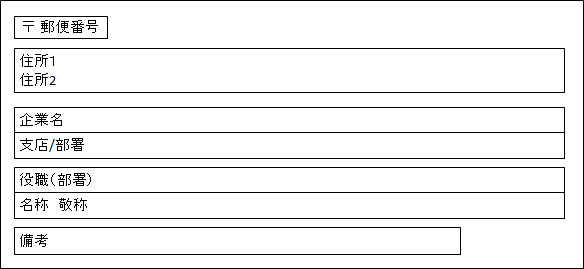 〒 郵便番号
住所1
住所2
企業名
支店/部署
役職(部署)
名称　敬称
備考